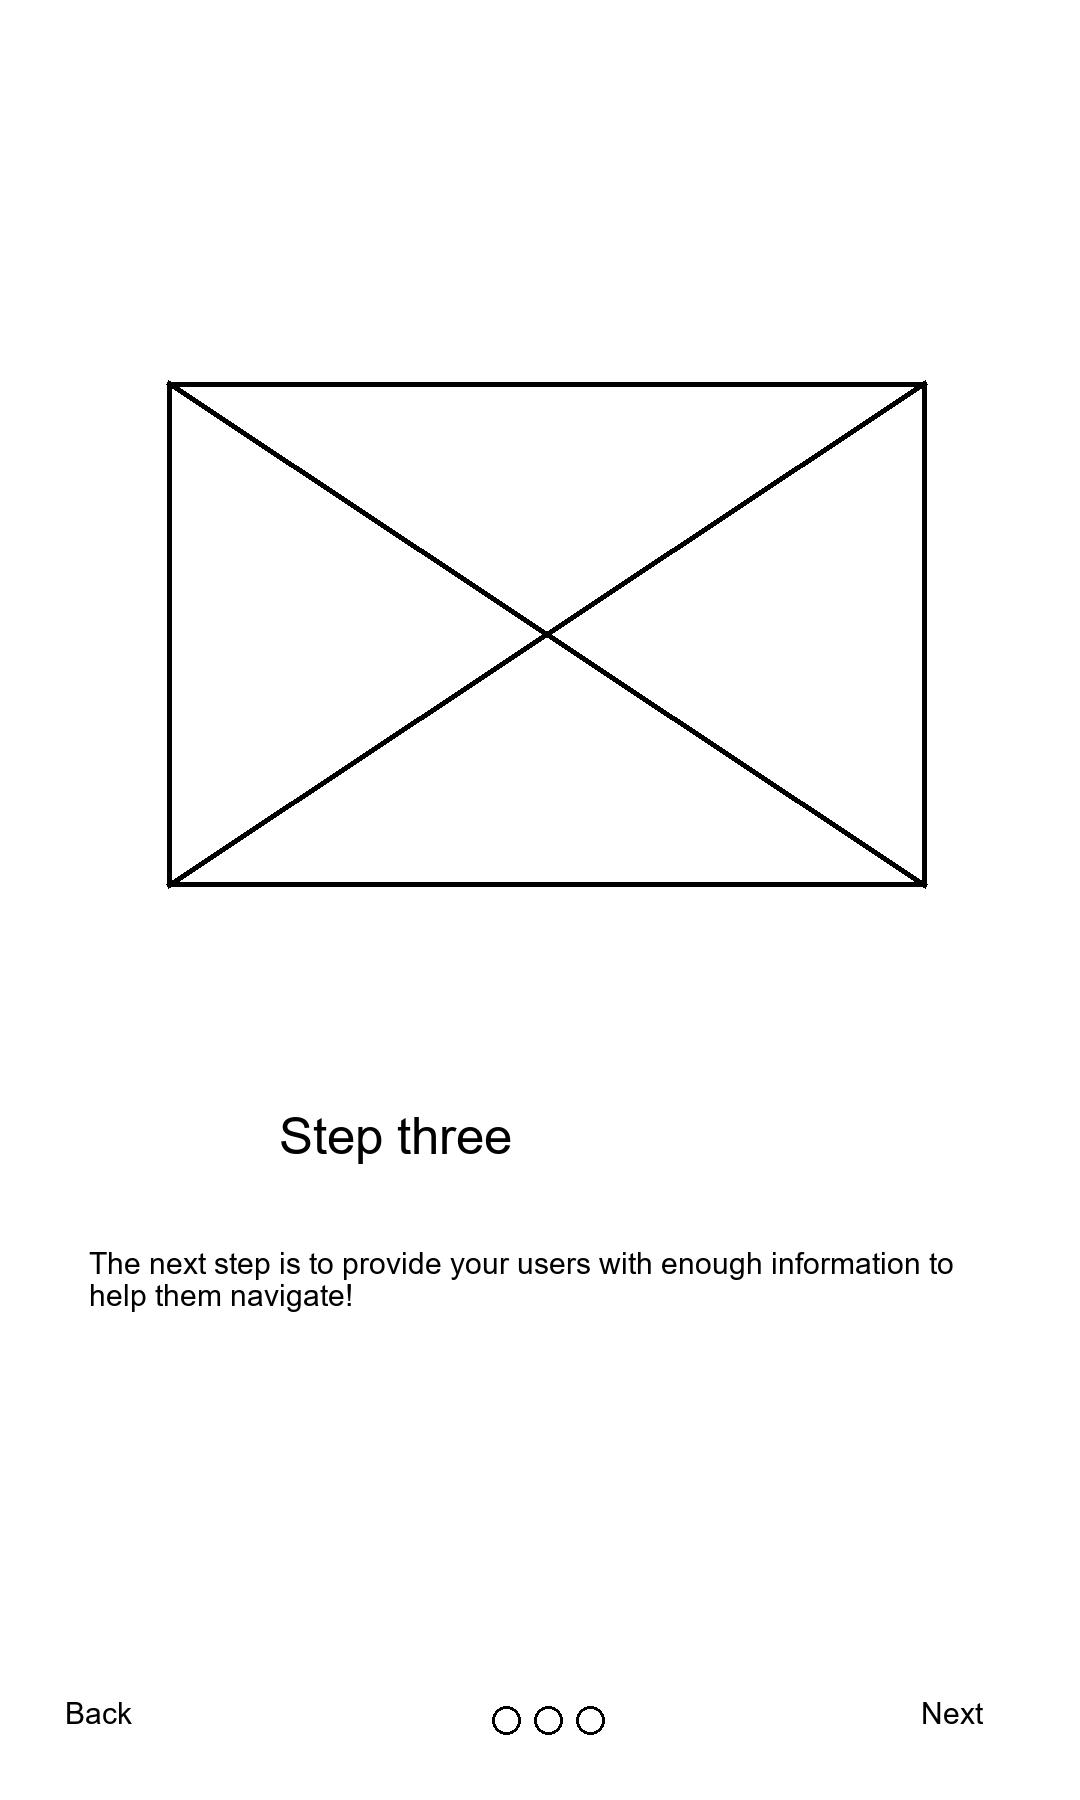 Step three
The next step is to provide your users with enough information to
help them navigate!
Back
Next